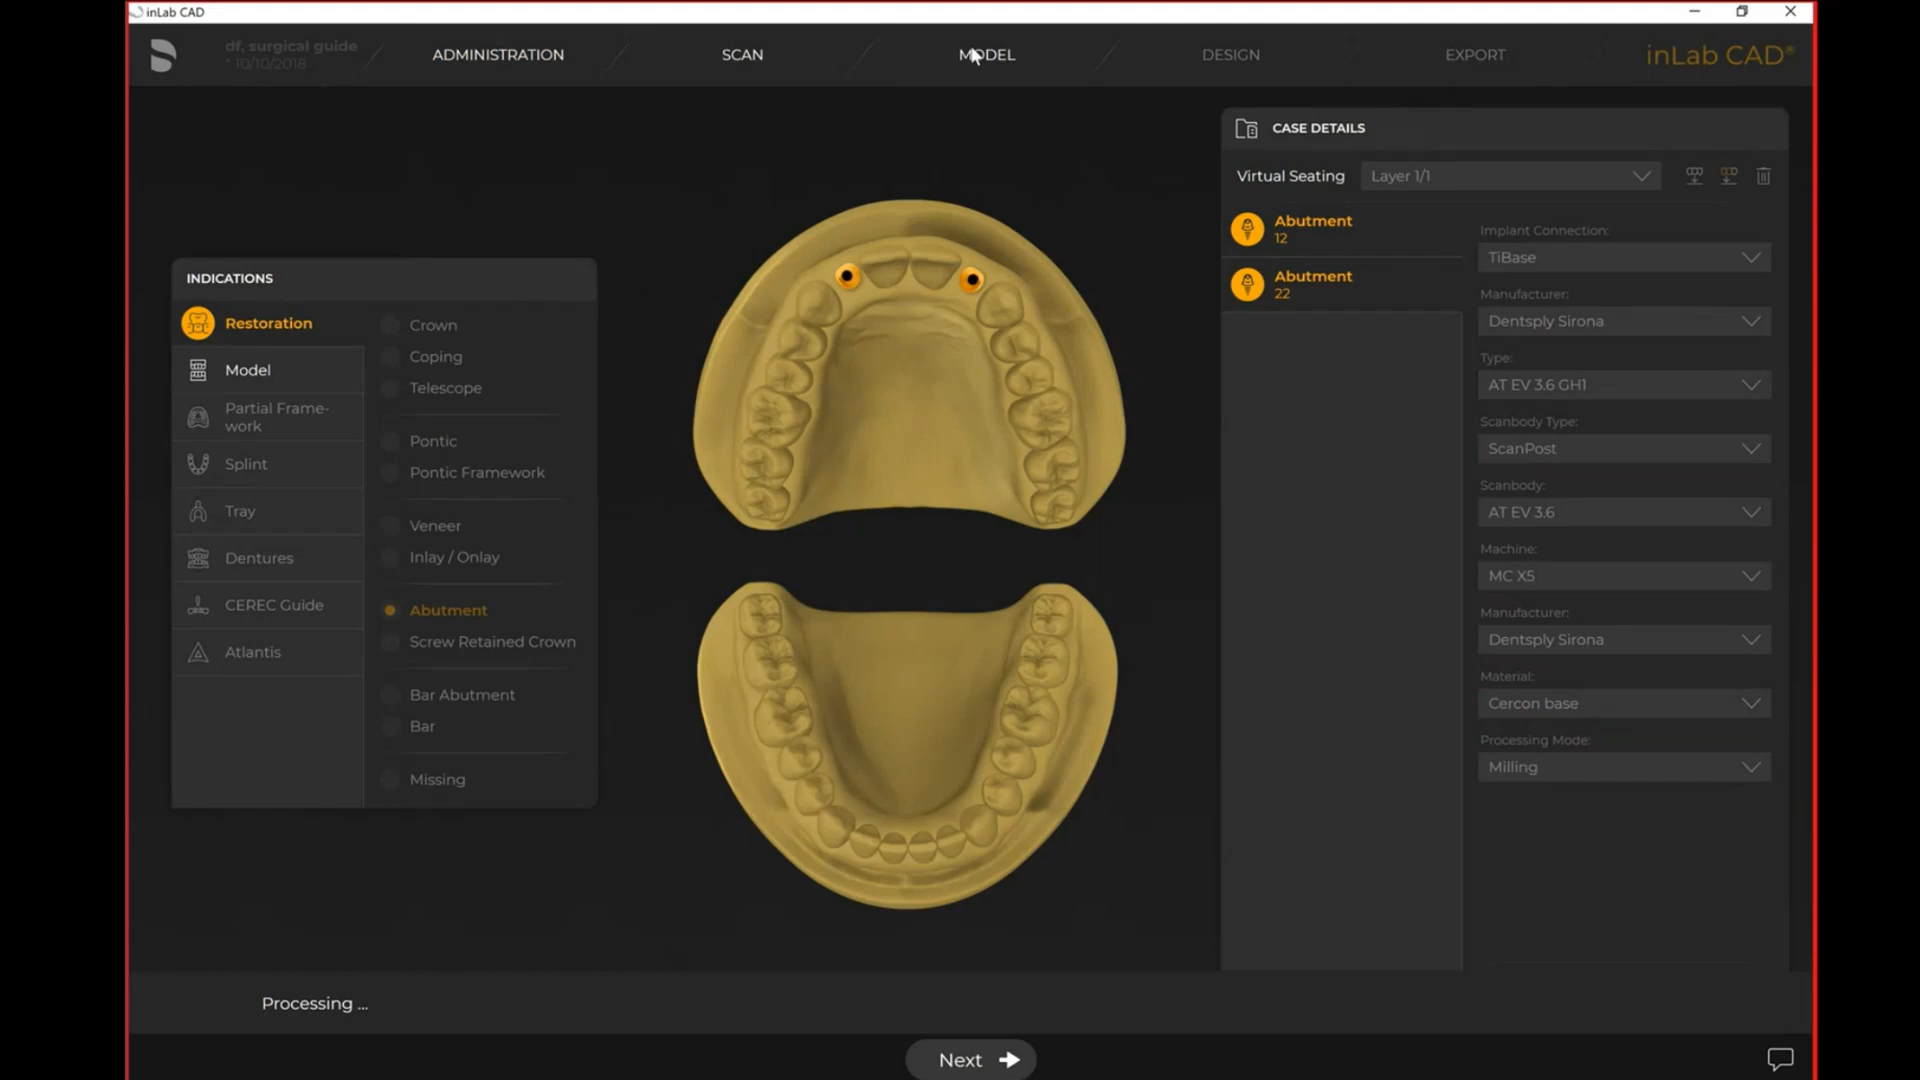 inLab CAD
df, surgical guide
* 10/10/2018
ADMINISTRATION
SCAN
MODEL
DESIGN
EXPORT
inLab CAD®
INDICATIONS
Restoration
Model
Partial Frame-
work
Splint
Tray
Dentures
CEREC Guide
Atlantis
Crown
Coping
Telescope
Pontic
Pontic Framework
Veneer
Inlay / Onlay
Abutment
Screw Retained Crown
Bar Abutment
Bar
Missing
CASE DETAILS
Virtual Seating
Layer 1/1
Abutment
12
Abutment
22
Implant Connection:
TiBase
Manufacturer:
Dentsply Sirona
Type:
AT EV 3.6 GH1
Scanbody Type:
ScanPost
Scanbody:
AT EV 3.6
Machine:
MC X5
Manufacturer:
Dentsply Sirona
Material:
Cercon base
Processing Mode:
Milling
Processing ...
Next